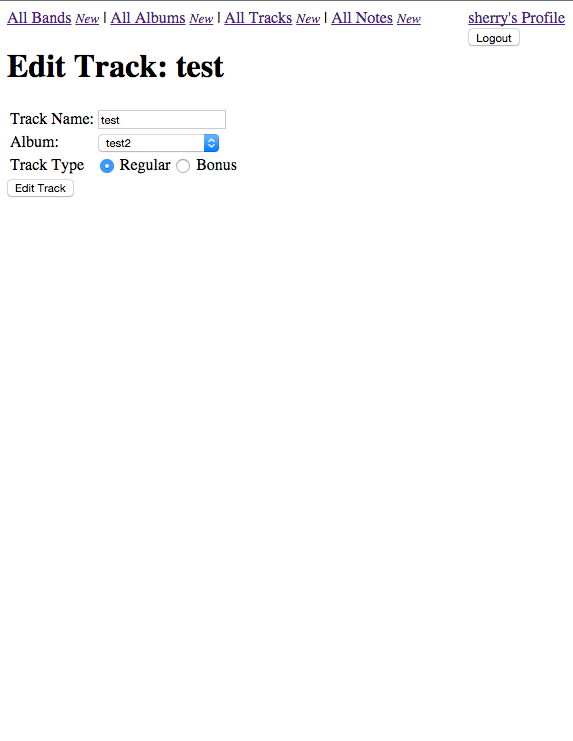 All Bands New | All Albums New | All Tracks New | All Notes New sherry's Profile
Logout
Edit Track: test
Track Name: test
Album: test2
Track Type Regular Bonus
Edit Track